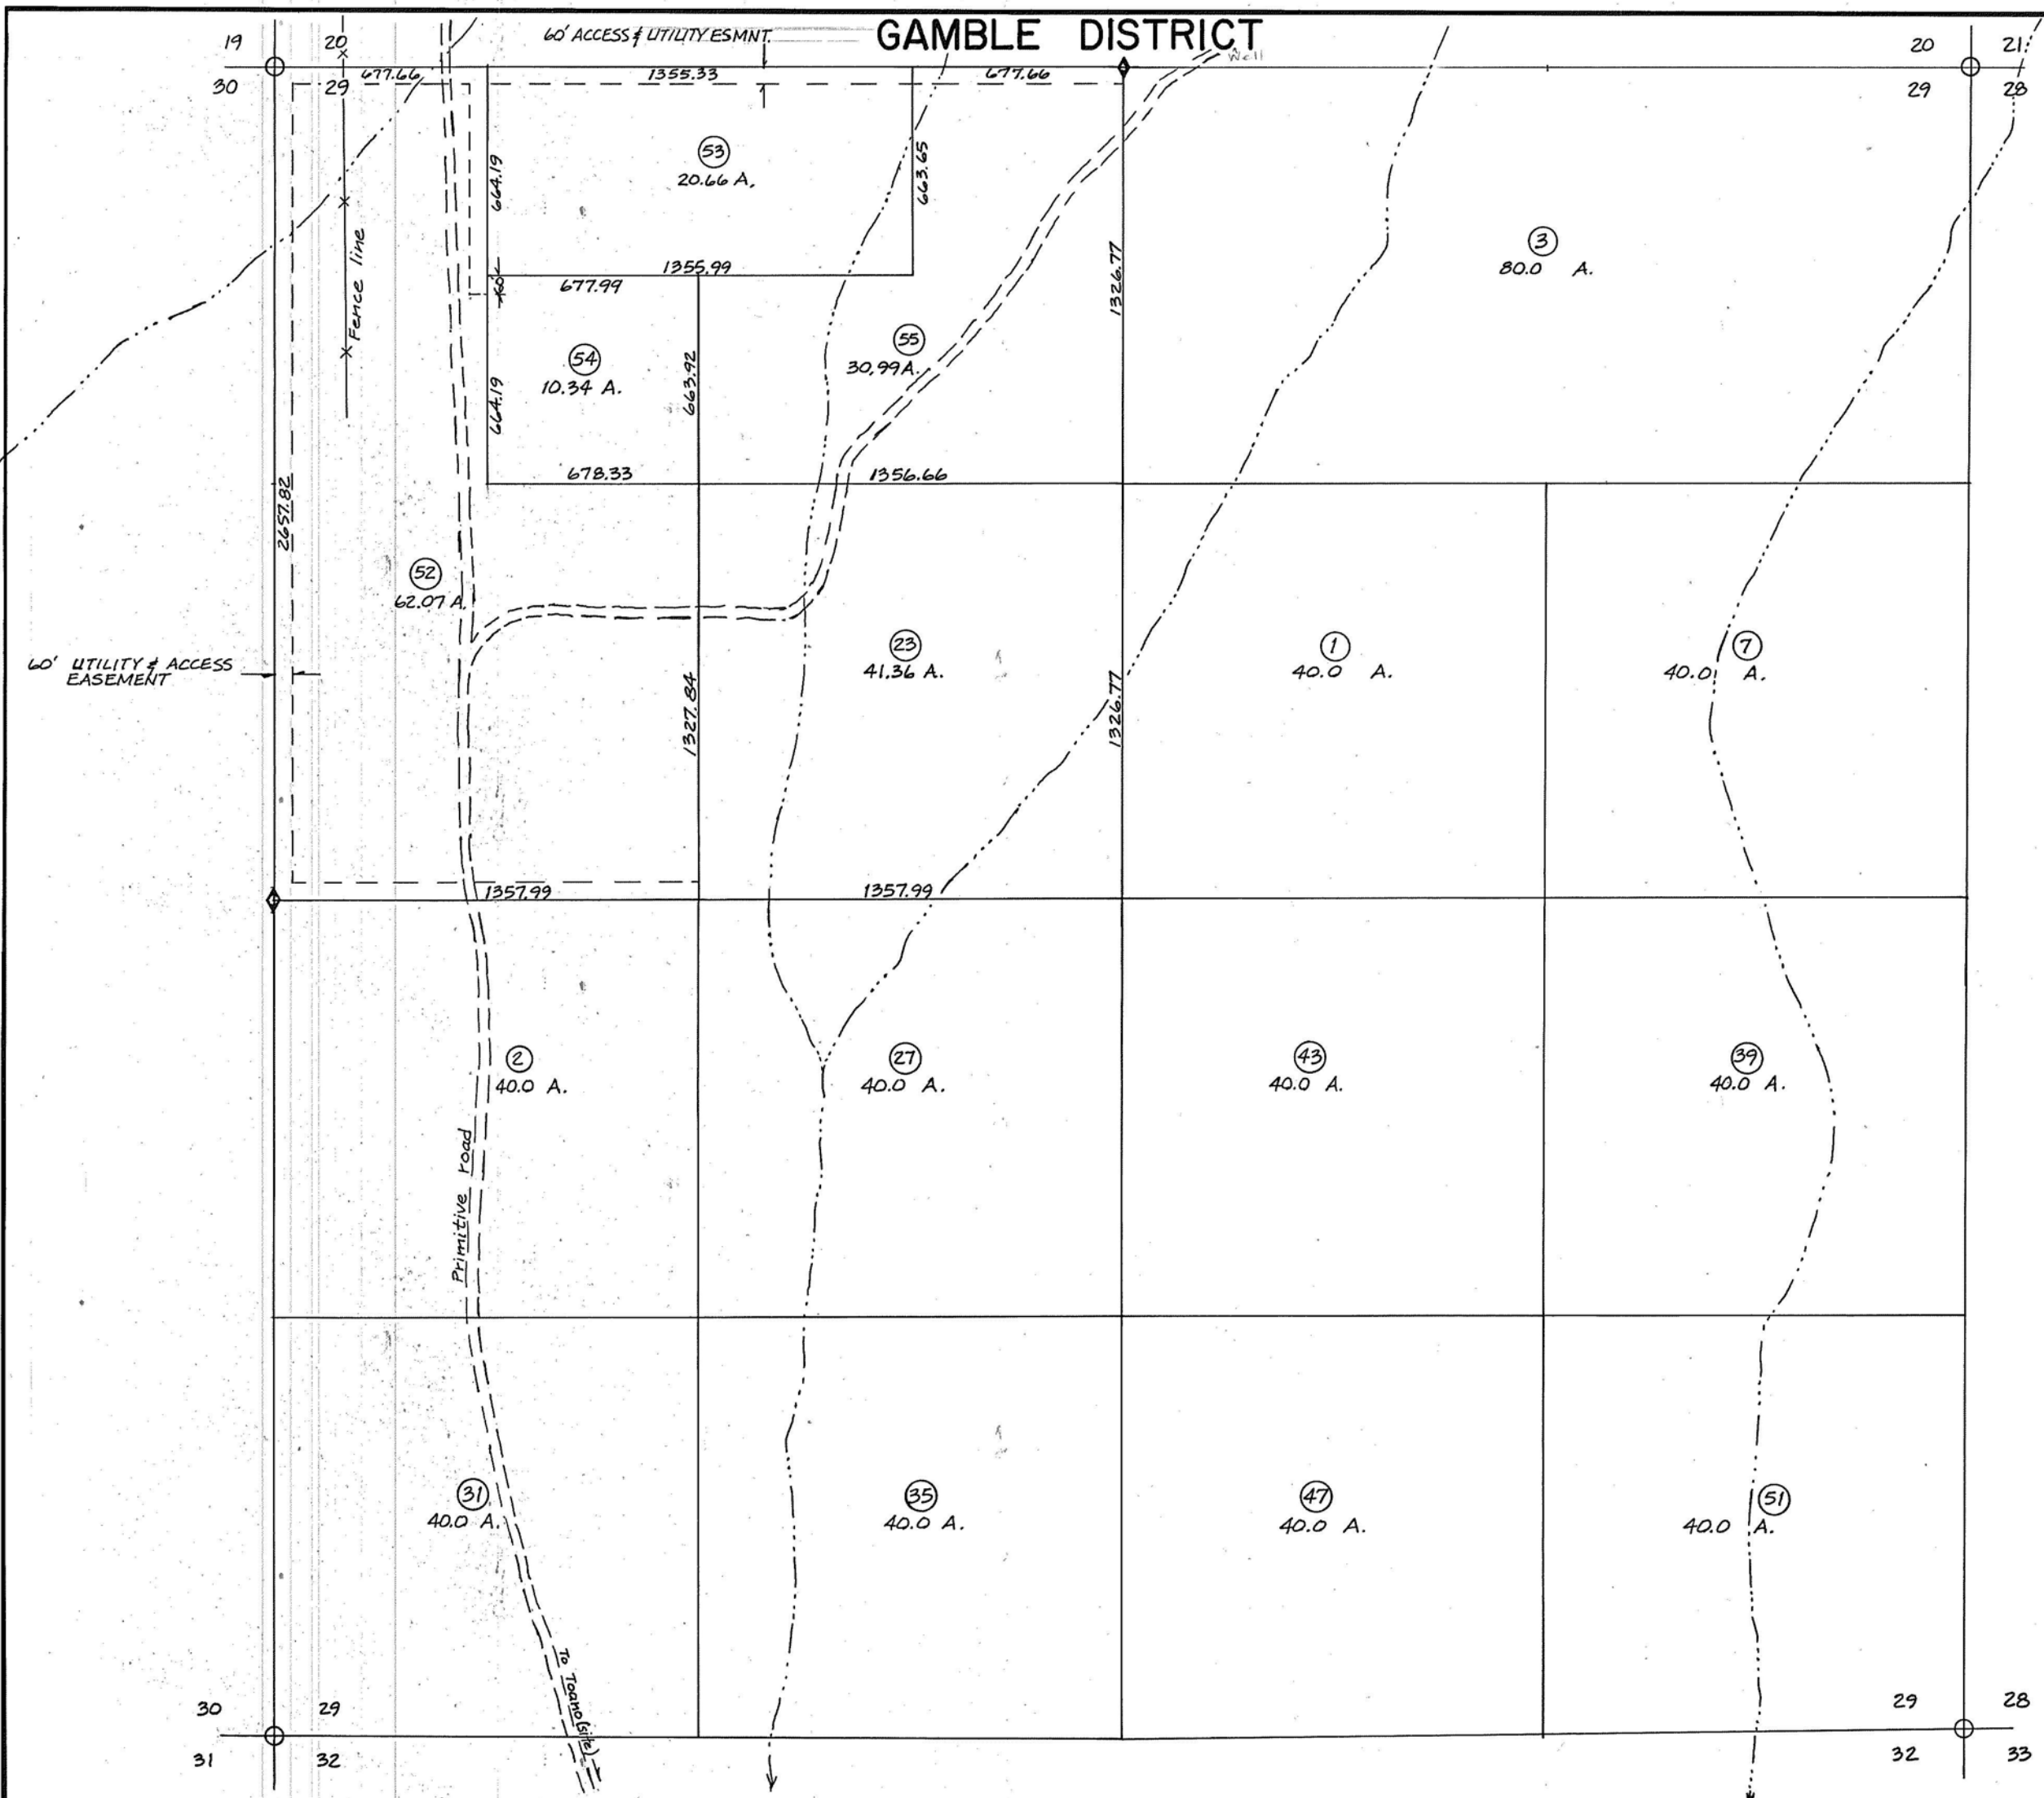 GAMBLE DISTRICT
60' ACCESS & UTILITY ESMNT.
Well
19
20
30
29
20
21
29
28
677.66
1355.33
677.66
664.19
53
20.66 A.
663.65
Fence line
60'
1355.99
677.99
1326.77
3
80.0 A.
54
10.34 A.
664.19
663.92
55
30.99 A.
678.33
1356.66
2657.82
52
62.07 A.
60' UTILITY & ACCESS
EASEMENT
23
41.36 A.
1327.84
1326.77
1
40.0 A.
7
40.0 A.
1357.99
1357.99
2
40.0 A.
27
40.0 A.
43
40.0 A.
39
40.0 A.
Primitive road
31
40.0 A.
35
40.0 A.
47
40.0 A.
51
40.0 A.
To Toano (site)
30
29
31
32
29
28
32
33